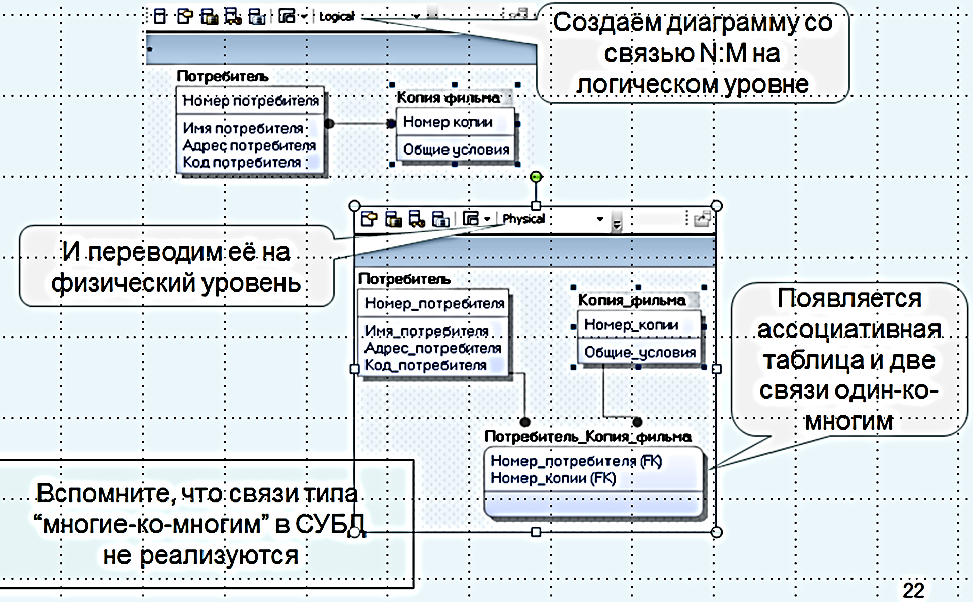 Logical
Создаём диаграмму со
связью N:M на
логическом уровне
Потребитель
Номер потребителя
Имя потребителя
Адрес потребителя
Код потребителя
Копия фильма
Номер копии
Общие условия
Physical
И переводим её на
физический уровень
Потребитель
Номер_потребителя
Имя_потребителя
Адрес_потребителя
Код_потребителя
Копия_фильма
Номер_копии
Общие_условия
Появляется
ассоциативная
таблица и две
связи один-ко-
многим
Потребитель_Копия_фильма
Номер_потребителя (FK)
Номер_копии (FK)
Вспомните, что связи типа
“многие-ко-многим” в СУБД
не реализуются
22